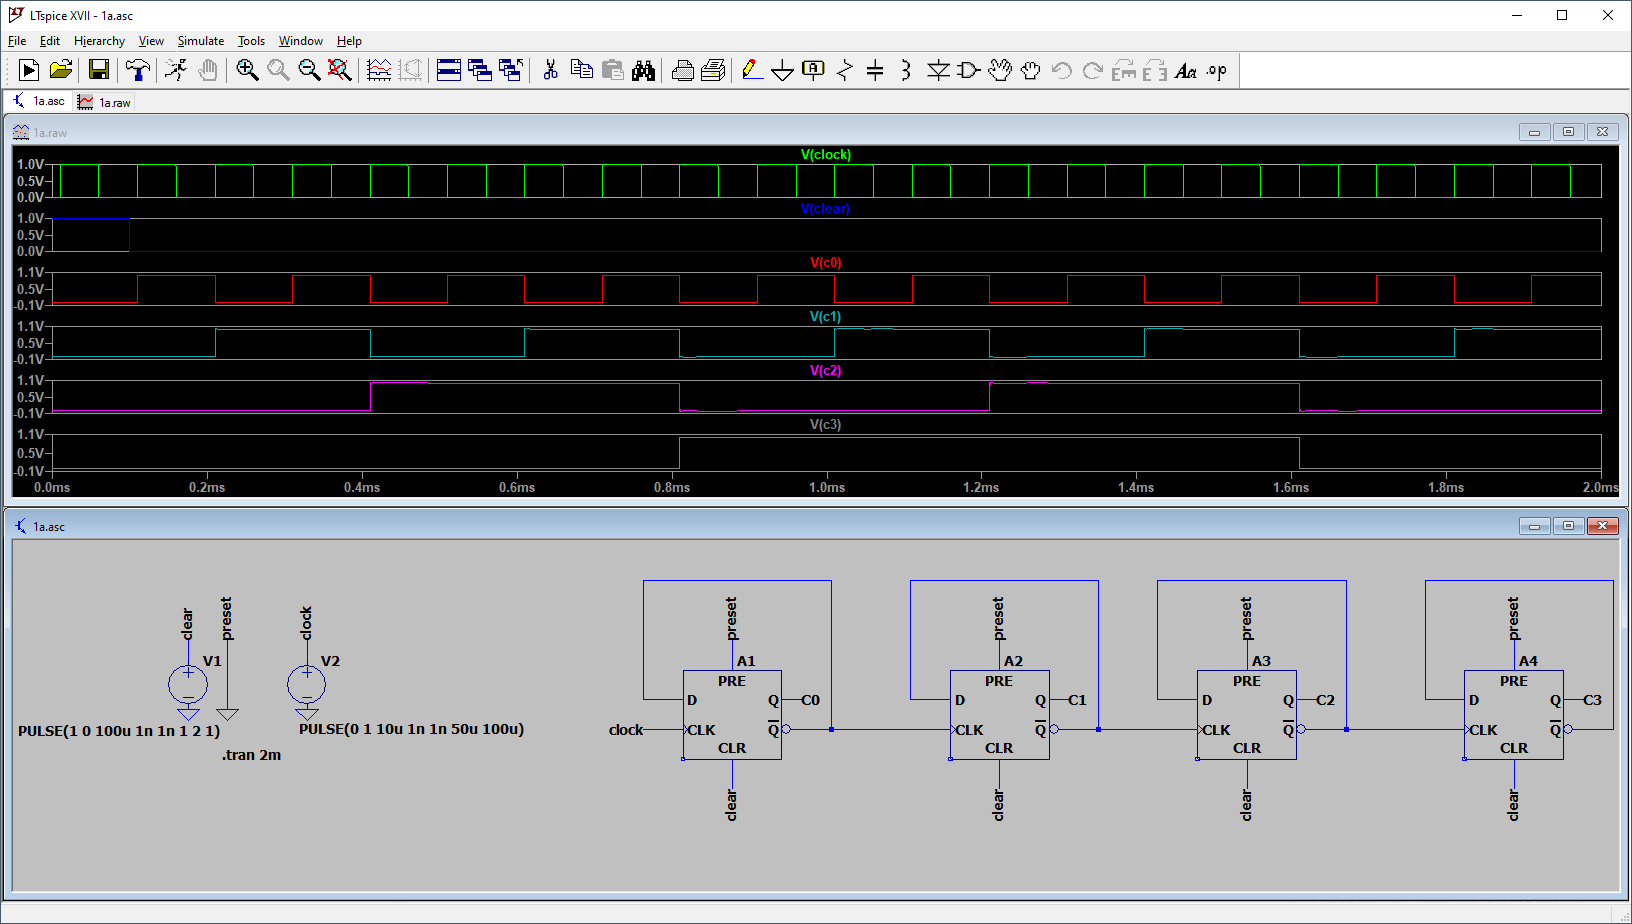 LTspice XVII - 1a.asc
File Edit Hierarchy View Simulate Tools Window Help
A Aa .op
1a.asc 1a.raw
1a.raw
V(clock)
1.0V
0.5V
0.0V
V(clear)
1.0V
0.5V
0.0V
V(c0)
1.1V
0.5V
-0.1V
V(c1)
1.1V
0.5V
-0.1V
V(c2)
1.1V
0.5V
-0.1V
V(c3)
1.1V
0.5V
-0.1V
0.0ms 0.2ms 0.4ms 0.6ms 0.8ms 1.0ms 1.2ms 1.4ms 1.6ms 1.8ms 2.0ms
1a.asc
clear preset clock preset preset preset preset
V1 V2 A1 A2 A3 A4
PRE PRE PRE PRE
D Q C0 D Q C1 D Q C2 D Q C3
PULSE(1 0 100u 1n 1n 1 2 1) PULSE(0 1 10u 1n 1n 50u 100u) clock CLK Q CLK Q CLK Q CLK Q
CLR CLR CLR CLR
.tran 2m
clear clear clear clear